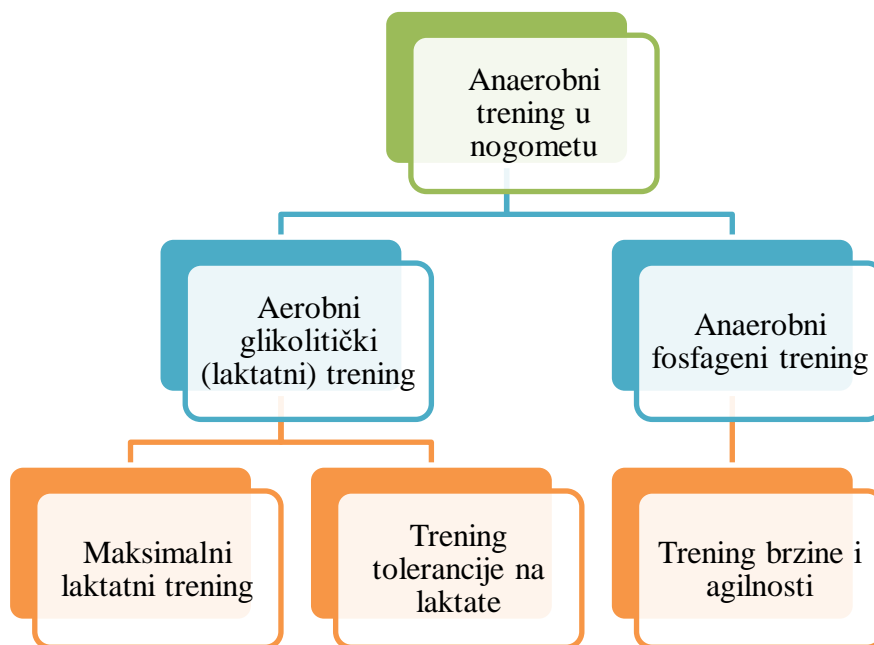 Anaerobni
trening u
nogometu
Aerobni
glikolitički
(laktatni) trening
Anaerobni
fosfageni trening
Maksimalni
laktatni trening
Trening
tolerancije na
laktate
Trening brzine i
agilnosti